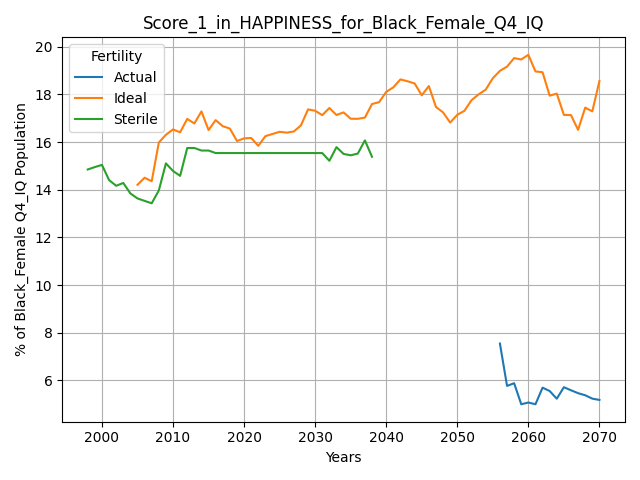 Score_1_in_HAPPINESS_for_Black_Female_Q4_IQ
Fertility
Actual
Ideal
Sterile
% of Black_Female Q4_IQ Population
20
18
16
14
12
10
8
6
2000 2010 2020 2030 2040 2050 2060 2070
Years